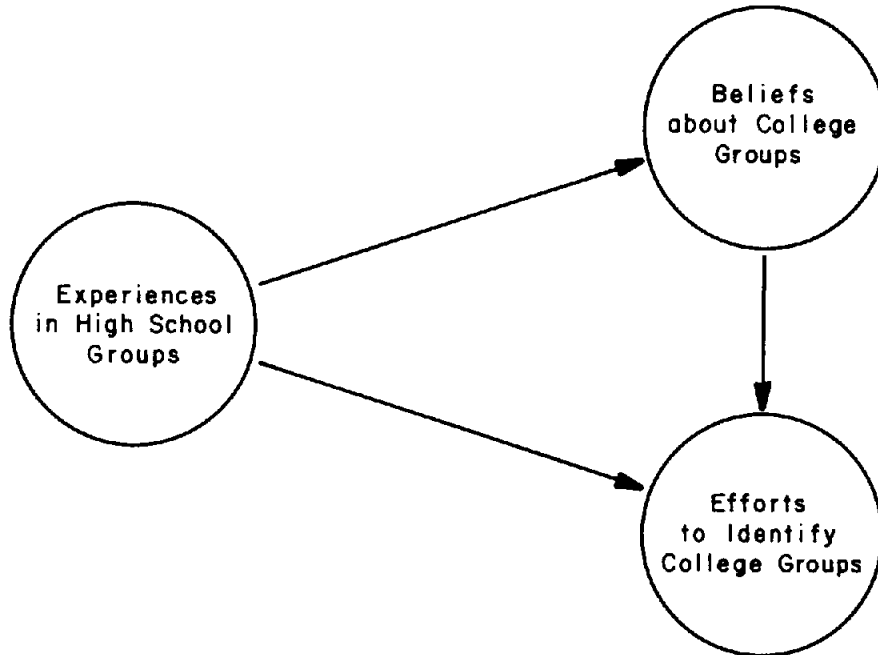 Beliefs
about College
Groups
Experiences
in High School
Groups
Efforts
to Identify
College Groups